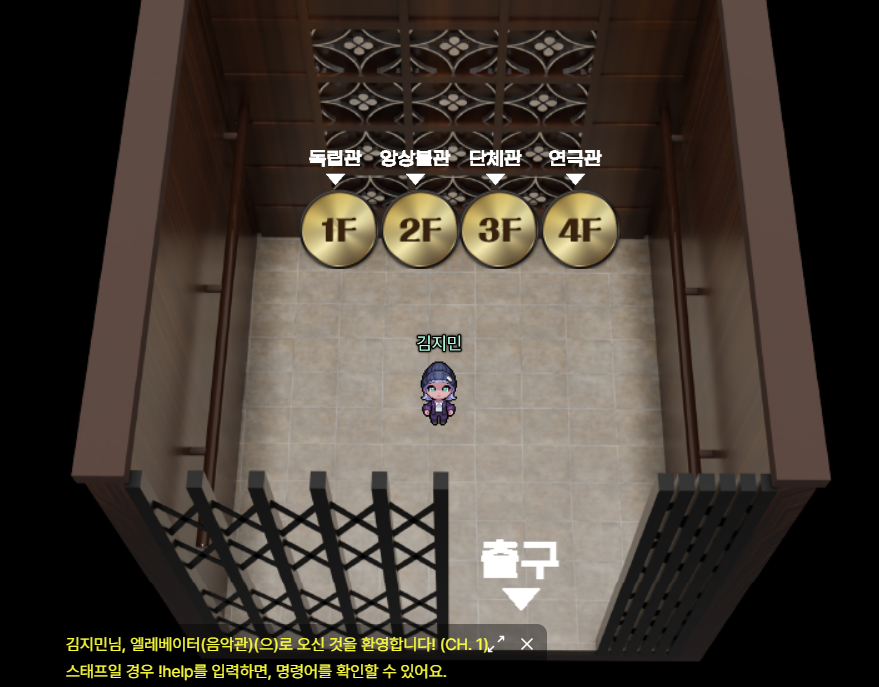 독립관 앙상블관 단체관 연극관
1F 2F 3F 4F
김지민
출구
김지민님, 엘레베이터(음악관)(으)로 오신 것을 환영합니다! (CH. 1)
스태프일 경우 !help를 입력하면, 명령어를 확인할 수 있어요.